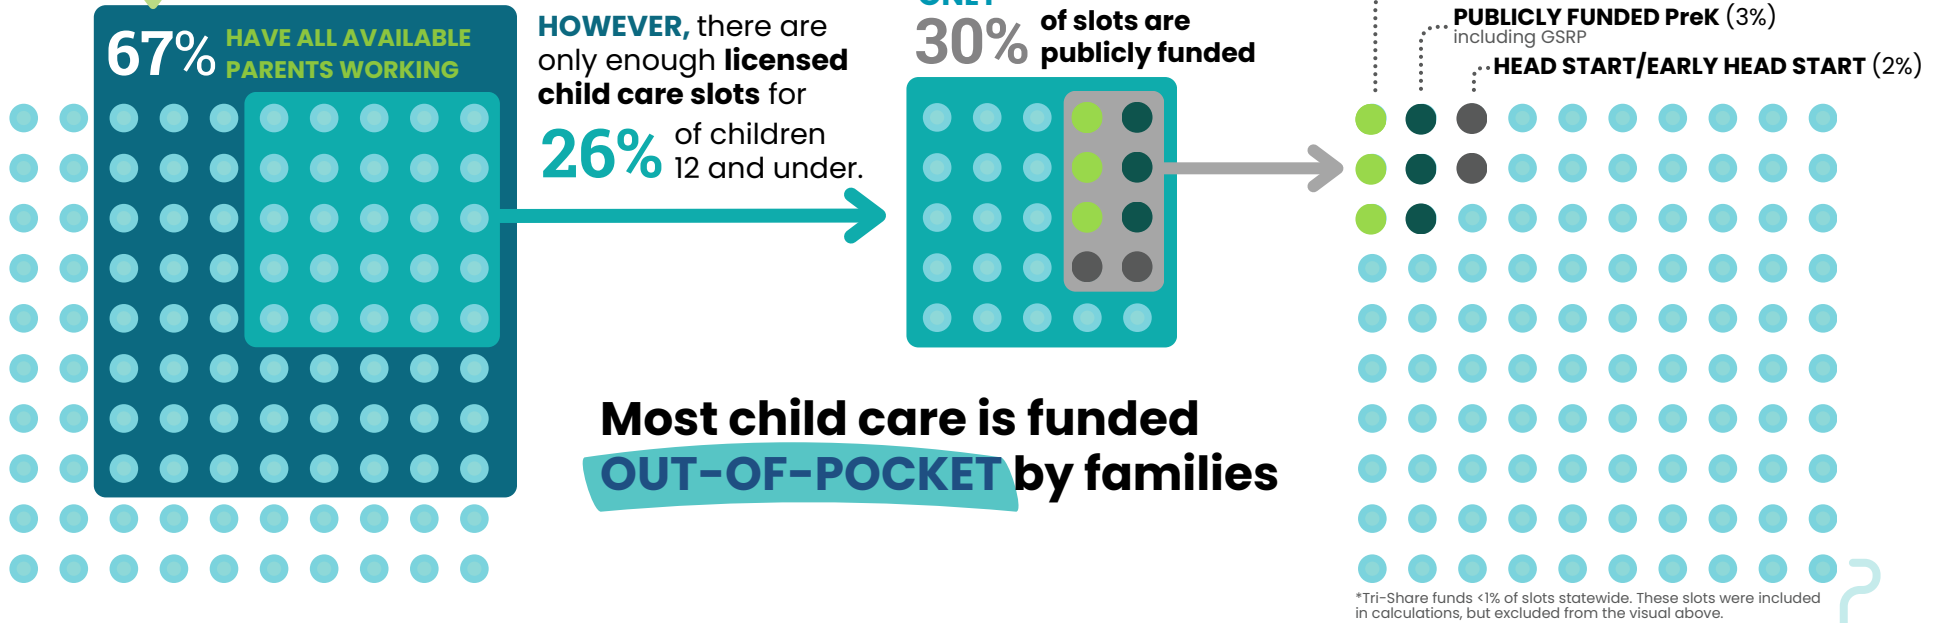 67% HAVE ALL AVAILABLE
PARENTS WORKING
HOWEVER, there are
only enough licensed
child care slots for
26% of children
12 and under.
ONLY
30% of slots are
publicly funded
PUBLICLY FUNDED PreK (3%)
including GSRP
HEAD START/EARLY HEAD START (2%)
Most child care is funded
OUT-OF-POCKET by families
*Tri-Share funds <1% of slots statewide. These slots were included
in calculations, but excluded from the visual above.